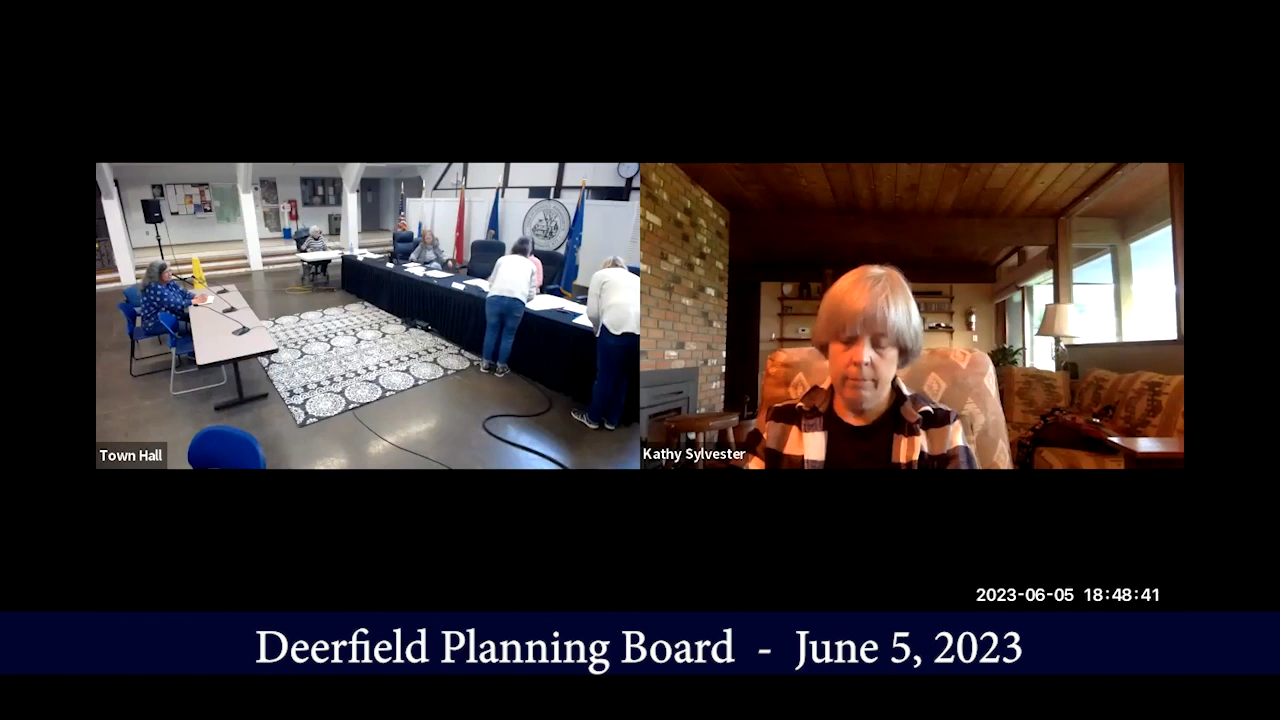 Town Hall
Kathy Sylvester
2023-06-05 18:48:41
Deerfield Planning Board - June 5, 2023